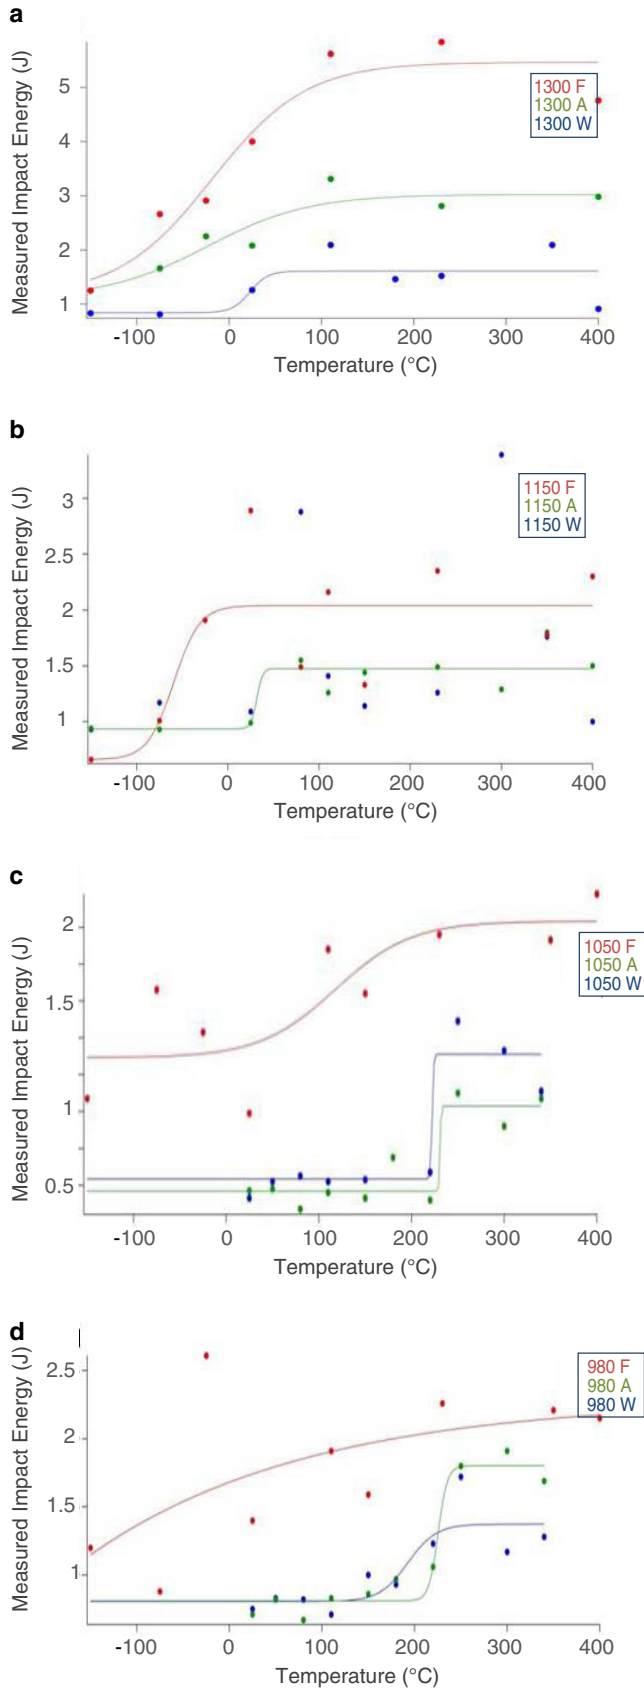 a
Measured Impact Energy (J)
5
4
3
2
1
1300 F
1300 A
1300 W
-100 0 100 200 300 400
Temperature (°C)
b
Measured Impact Energy (J)
3
2.5
2
1.5
1
1150 F
1150 A
1150 W
-100 0 100 200 300 400
Temperature (°C)
c
Measured Impact Energy (J)
2
1.5
1
0.5
1050 F
1050 A
1050 W
-100 0 100 200 300 400
Temperature (°C)
d
Measured Impact Energy (J)
2.5
2
1.5
1
980 F
980 A
980 W
-100 0 100 200 300 400
Temperature (°C)